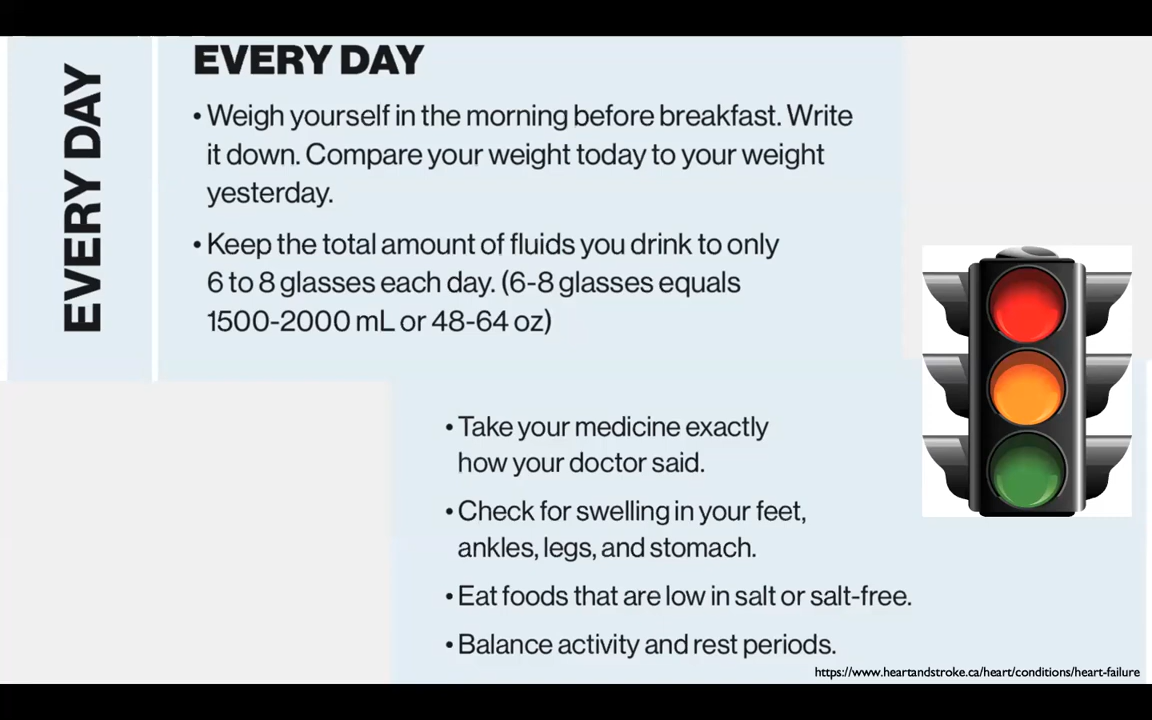 EVERY DAY
EVERY DAY
• Weigh yourself in the morning before breakfast. Write
it down. Compare your weight today to your weight
yesterday.
• Keep the total amount of fluids you drink to only
6 to 8 glasses each day. (6-8 glasses equals
1500-2000 mL or 48-64 oz)
• Take your medicine exactly
how your doctor said.
• Check for swelling in your feet,
ankles, legs, and stomach.
• Eat foods that are low in salt or salt-free.
• Balance activity and rest periods.
https://www.heartandstroke.ca/heart/conditions/heart-failure